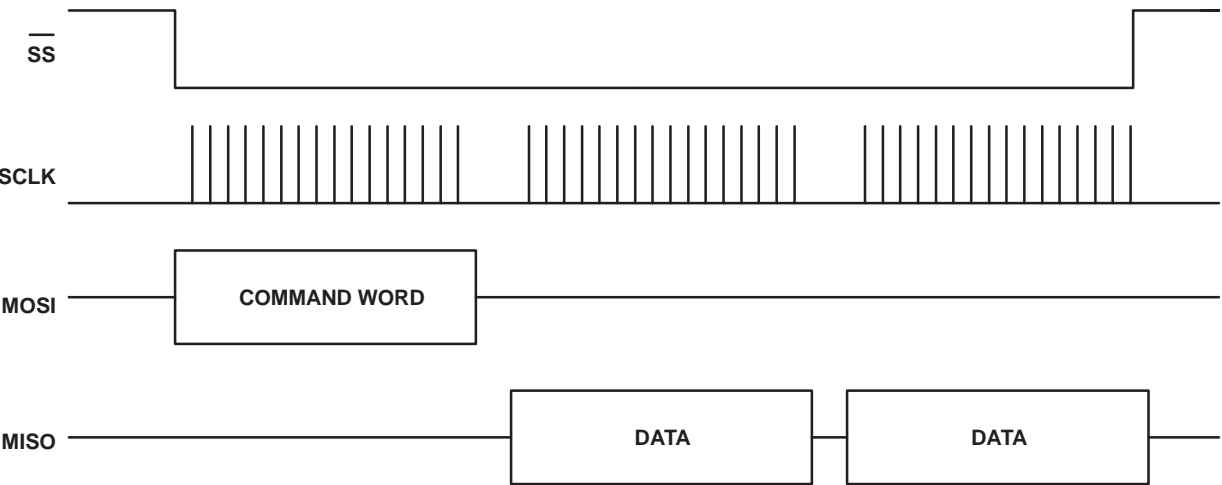 SS
SCLK
MOSI
COMMAND WORD
MISO
DATA
DATA